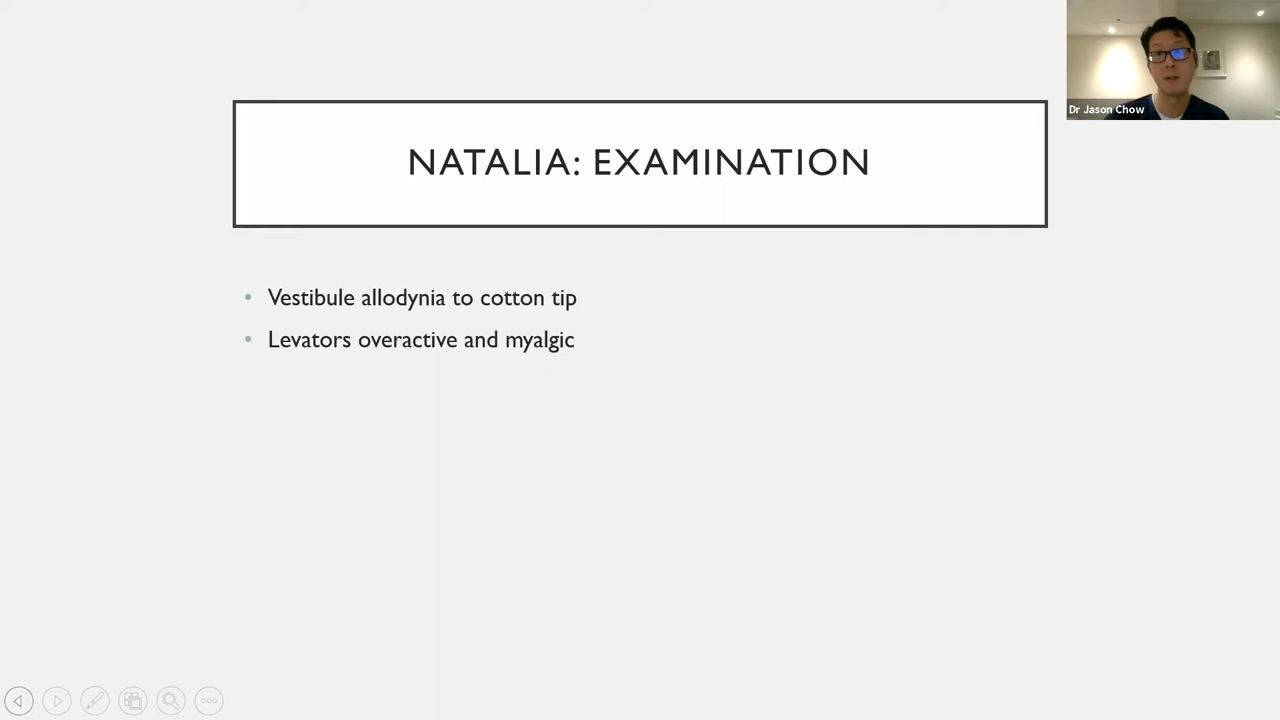 Dr Jason Chow
NATALIA: EXAMINATION
• Vestibule allodynia to cotton tip
• Levators overactive and myalgic